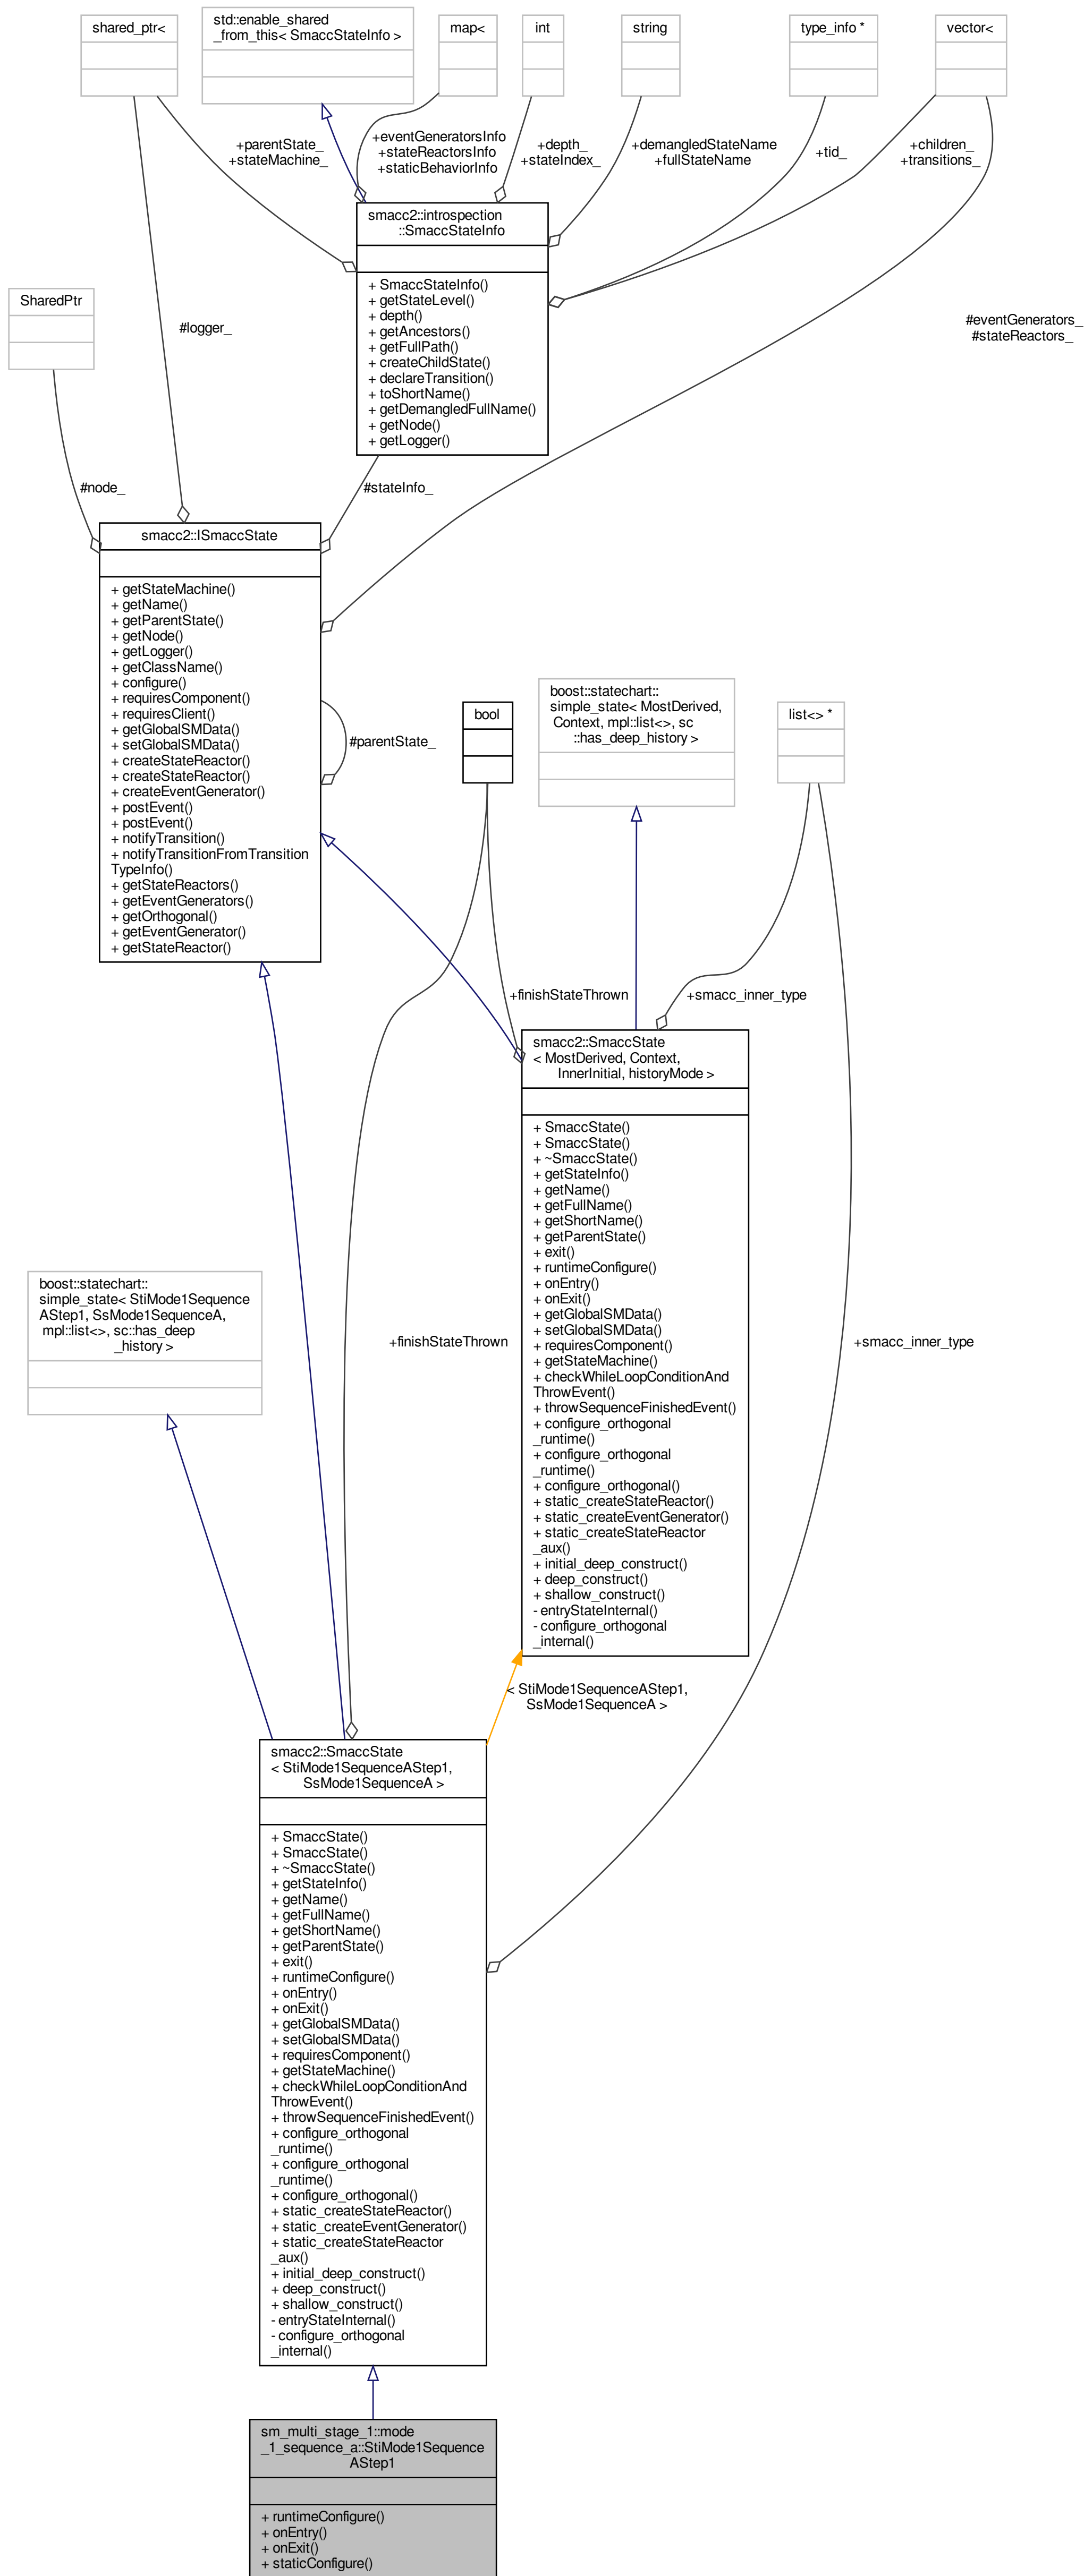 shared_ptr<
std::enable_shared
_from_this< SmaccStateInfo >
map<
int
string
type_info *
vector<
+parentState_
+stateMachine_
+eventGeneratorsInfo
+stateReactorsInfo
+staticBehaviorInfo
+depth_
+stateIndex_
+demangledStateName
+fullStateName
+tid_
+children_
+transitions_
smacc2::introspection
::SmaccStateInfo
+ SmaccStateInfo()
+ getStateLevel()
+ depth()
+ getAncestors()
+ getFullPath()
+ createChildState()
+ declareTransition()
+ toShortName()
+ getDemangledFullName()
+ getNode()
+ getLogger()
SharedPtr
#logger_
#eventGenerators_
#stateReactors_
#node_
#stateInfo_
smacc2::ISmaccState
+ getStateMachine()
+ getName()
+ getParentState()
+ getNode()
+ getLogger()
+ getClassName()
+ configure()
+ requiresComponent()
+ requiresClient()
+ getGlobalSMData()
+ setGlobalSMData()
+ createStateReactor()
+ createStateReactor()
+ createEventGenerator()
+ postEvent()
+ postEvent()
+ notifyTransition()
+ notifyTransitionFromTransition
TypeInfo()
+ getStateReactors()
+ getEventGenerators()
+ getOrthogonal()
+ getEventGenerator()
+ getStateReactor()
#parentState_
bool
boost::statechart::
simple_state< MostDerived,
Context, mpl::list<>, sc
::has_deep_history >
list<> *
+finishStateThrown
+smacc_inner_type
smacc2::SmaccState
< MostDerived, Context,
InnerInitial, historyMode >
+ SmaccState()
+ SmaccState()
+ ~SmaccState()
+ getStateInfo()
+ getName()
+ getFullName()
+ getShortName()
+ getParentState()
+ exit()
+ runtimeConfigure()
+ onEntry()
+ onExit()
+ getGlobalSMData()
+ setGlobalSMData()
+ requiresComponent()
+ getStateMachine()
+ checkWhileLoopConditionAnd
ThrowEvent()
+ throwSequenceFinishedEvent()
+ configure_orthogonal
_runtime()
+ configure_orthogonal
_runtime()
+ configure_orthogonal()
+ static_createStateReactor()
+ static_createEventGenerator()
+ static_createStateReactor
_aux()
+ initial_deep_construct()
+ deep_construct()
+ shallow_construct()
- entryStateInternal()
- configure_orthogonal
_internal()
boost::statechart::
simple_state< StiMode1Sequence
AStep1, SsMode1SequenceA,
mpl::list<>, sc::has_deep
_history >
+finishStateThrown
+smacc_inner_type
< StiMode1SequenceAStep1,
SsMode1SequenceA >
smacc2::SmaccState
< StiMode1SequenceAStep1,
SsMode1SequenceA >
+ SmaccState()
+ SmaccState()
+ ~SmaccState()
+ getStateInfo()
+ getName()
+ getFullName()
+ getShortName()
+ getParentState()
+ exit()
+ runtimeConfigure()
+ onEntry()
+ onExit()
+ getGlobalSMData()
+ setGlobalSMData()
+ requiresComponent()
+ getStateMachine()
+ checkWhileLoopConditionAnd
ThrowEvent()
+ throwSequenceFinishedEvent()
+ configure_orthogonal
_runtime()
+ configure_orthogonal
_runtime()
+ configure_orthogonal()
+ static_createStateReactor()
+ static_createEventGenerator()
+ static_createStateReactor
_aux()
+ initial_deep_construct()
+ deep_construct()
+ shallow_construct()
- entryStateInternal()
- configure_orthogonal
_internal()
sm_multi_stage_1::mode
_1_sequence_a::StiMode1Sequence
AStep1
+ runtimeConfigure()
+ onEntry()
+ onExit()
+ staticConfigure()